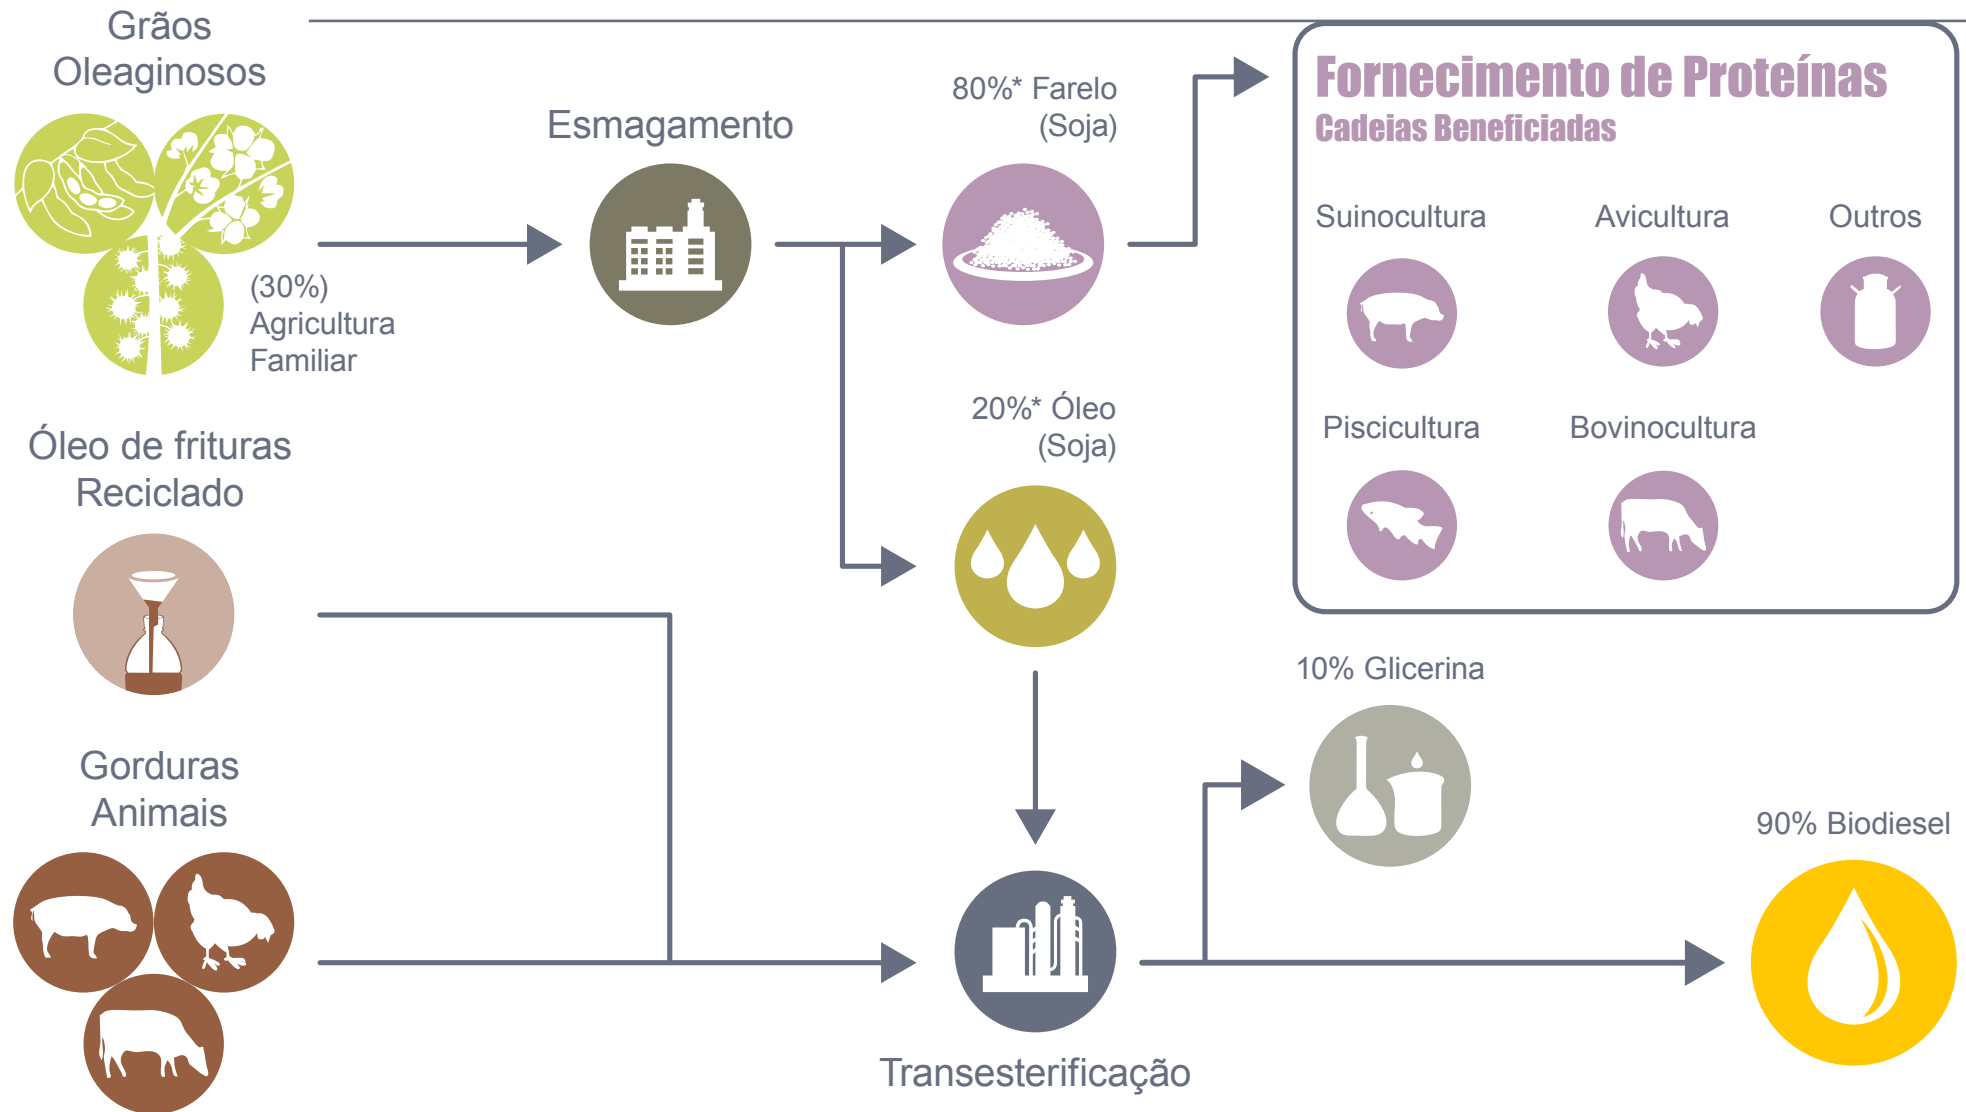 Grãos
Oleaginosos
(30%)
Agricultura
Familiar
Esmagamento
80%* Farelo
(Soja)
20%* Óleo
(Soja)
Fornecimento de Proteínas
Cadeias Beneficiadas
Suinocultura
Avicultura
Outros
Piscicultura
Bovinocultura
Óleo de frituras
Reciclado
Gorduras
Animais
10% Glicerina
90% Biodiesel
Transesterificação